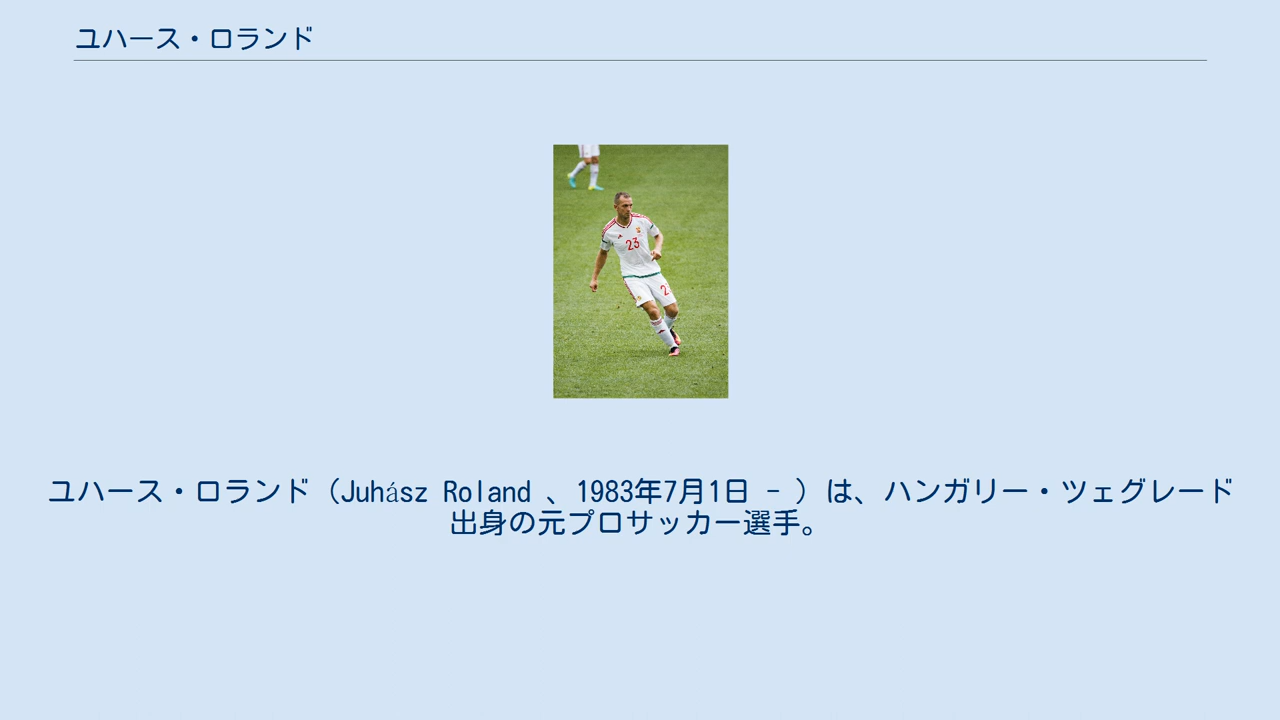 ユハース・ロランド
23
2
ユハース・ロランド（Juhász Roland 、1983年7月1日 - ）は、ハンガリー・ツェグレード
出身の元プロサッカー選手。